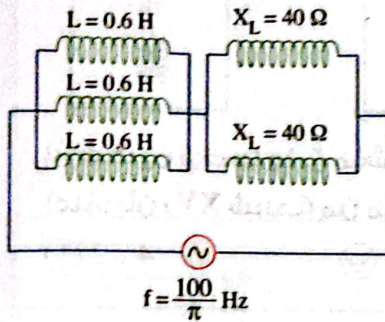 L = 0.6 H
X_L = 40 Ω
L = 0.6 H
L = 0.6 H
X_L = 40 Ω
f = 100/π Hz